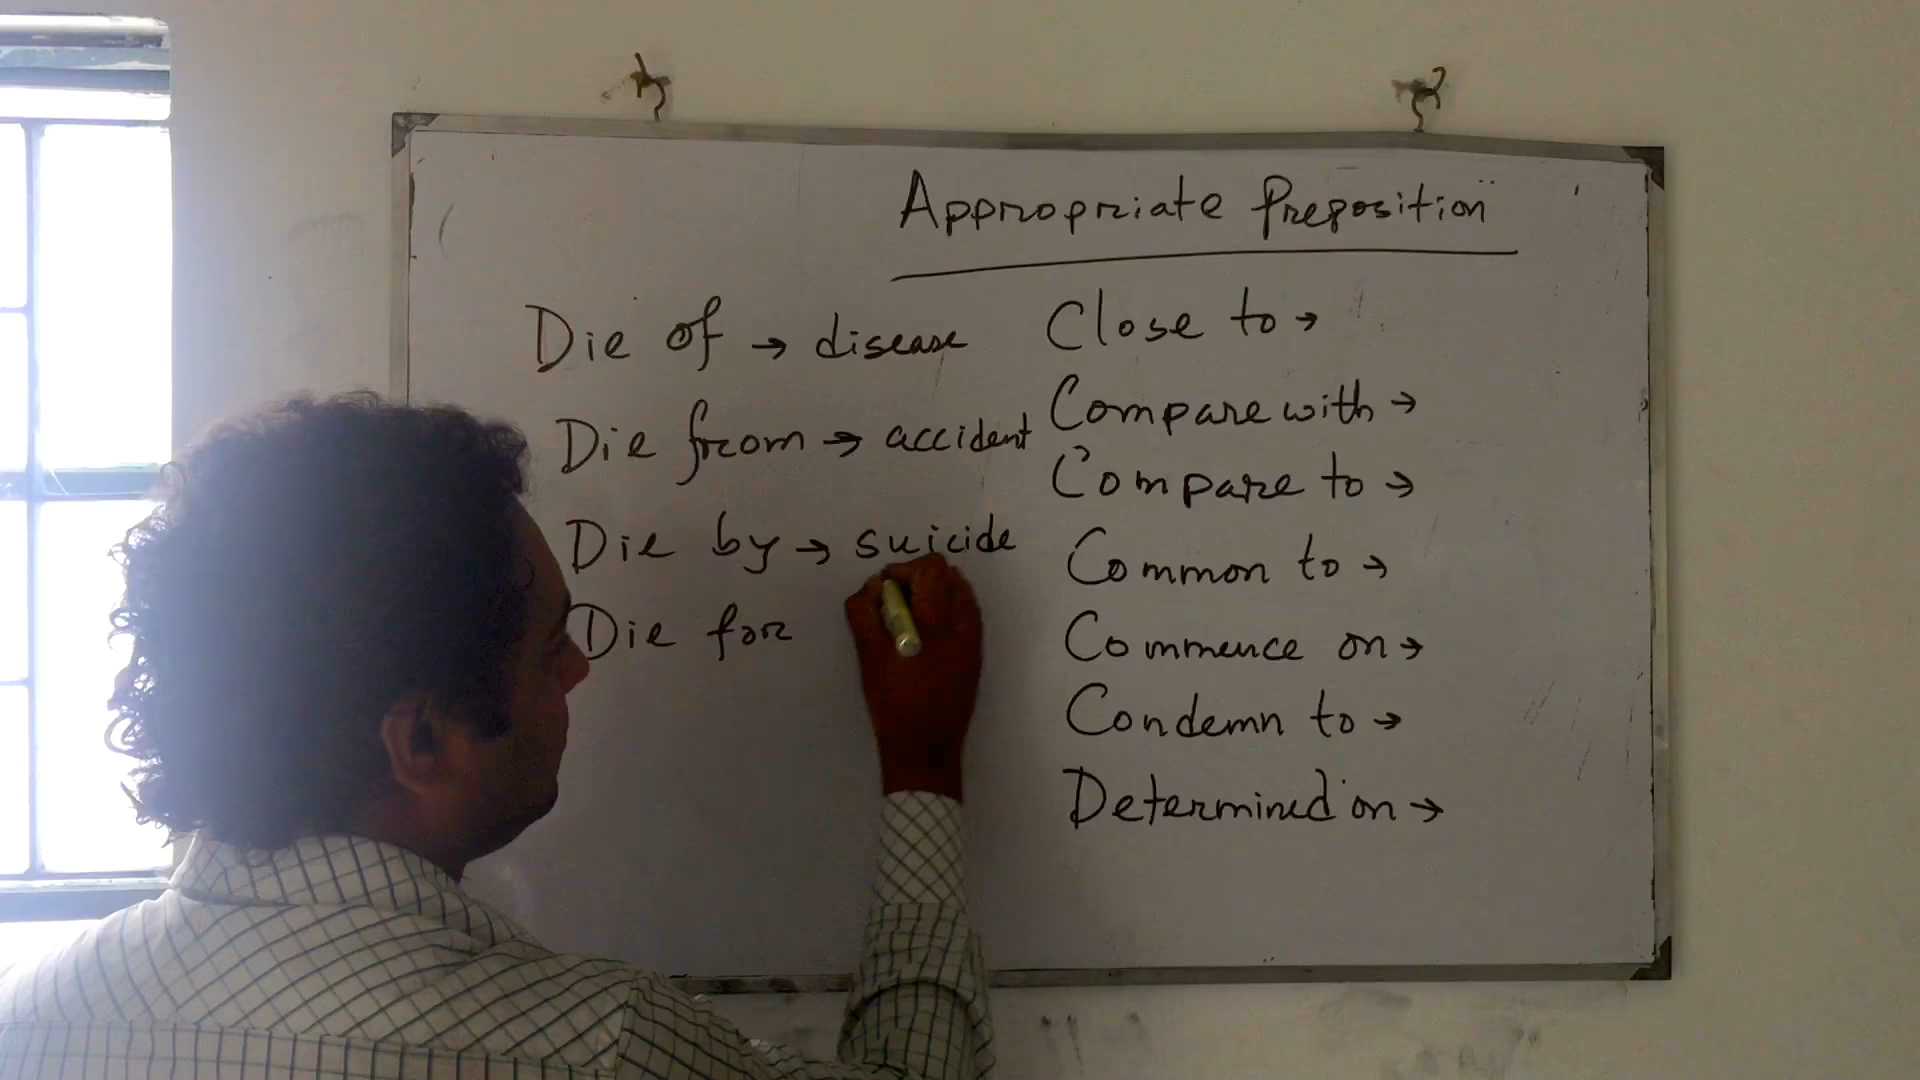 Appropriate Preposition
Die of → disease
Die from → accident
Die by → suicide
Die for
Close to →
Compare with →
Compare to →
Common to →
Commence on →
Condemn to →
Determined on →